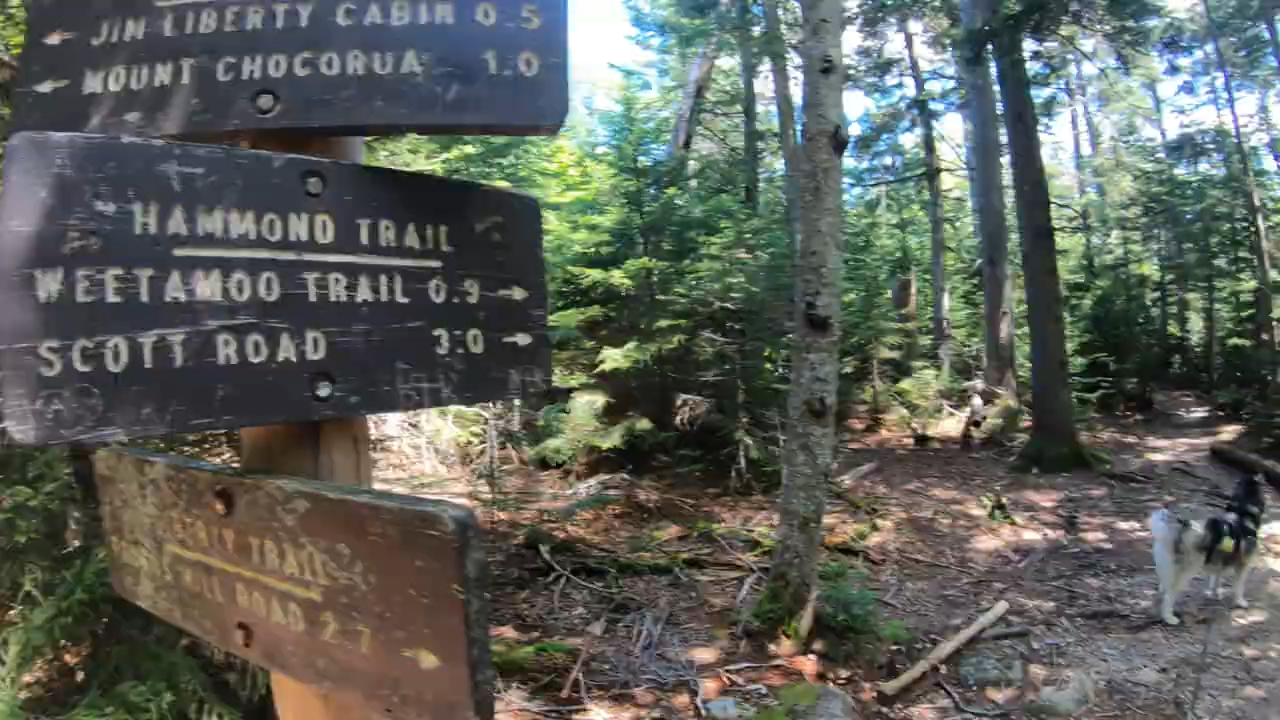 ← JIM LIBERTY CABIN 0.5
← MOUNT CHOCORUA 1.0
HAMMOND TRAIL
WEETAMOO TRAIL 0.9 →
SCOTT ROAD 3.0 →
TRAIL
ROAD 2.7